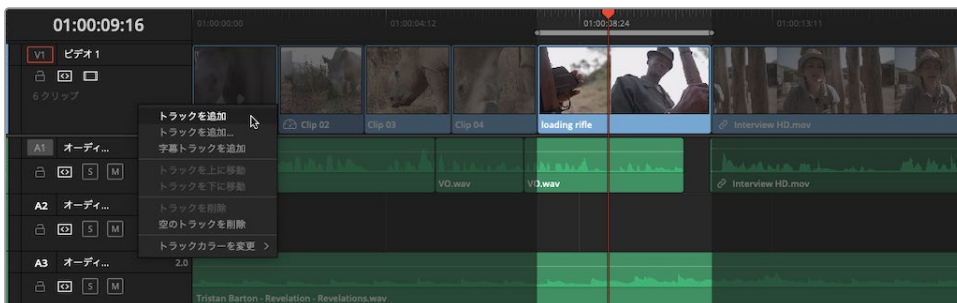 01:00:09:16
01:00:00:00
01:00:04:12
01:00:08:24
01:00:13:11
V1 ビデオ 1
6 クリップ
Clip 02
Clip 03
Clip 04
loading rifle
Interview HD.mov
トラックを追加
トラックを追加...
字幕トラックを追加
トラックを上に移動
トラックを下に移動
トラックを削除
空のトラックを削除
トラックカラーを変更 >
A1 オーディ...
S M
VO.wav
VO.wav
Interview HD.mov
A2 オーディ...
S M
A3 オーディ... 2.0
S M
Tristan Barton - Revelation - Revelations.wav